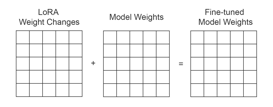 LoRA
Weight Changes
Model Weights
Fine-tuned
Model Weights
+
=